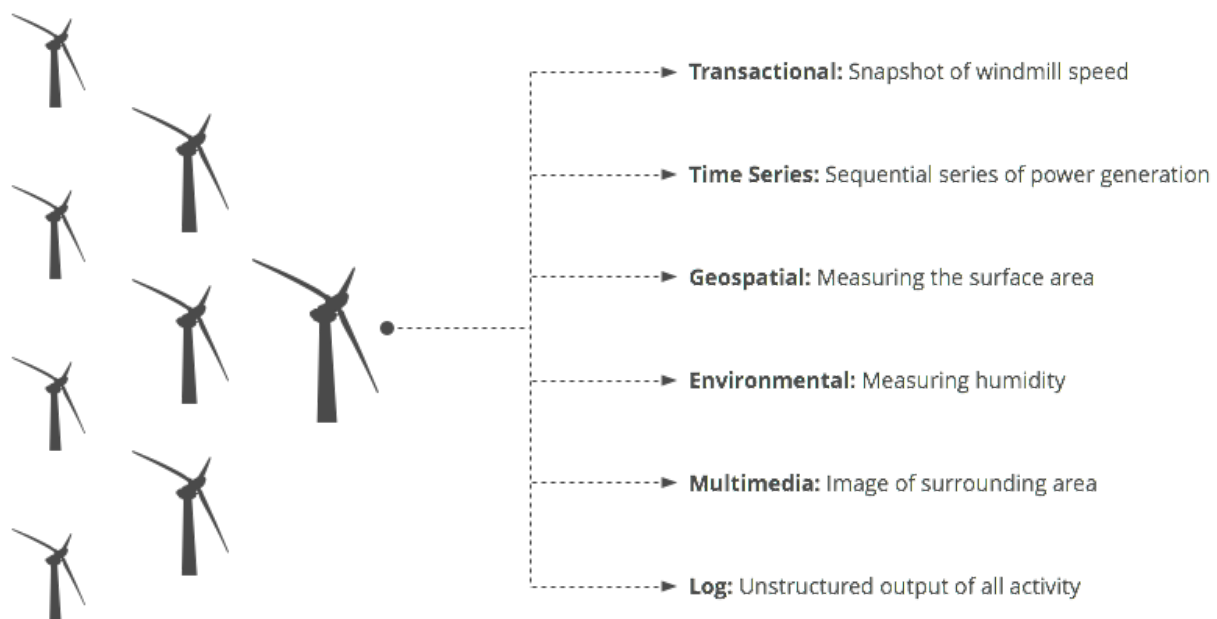 Transactional: Snapshot of windmill speed
Time Series: Sequential series of power generation
Geospatial: Measuring the surface area
Environmental: Measuring humidity
Multimedia: Image of surrounding area
Log: Unstructured output of all activity